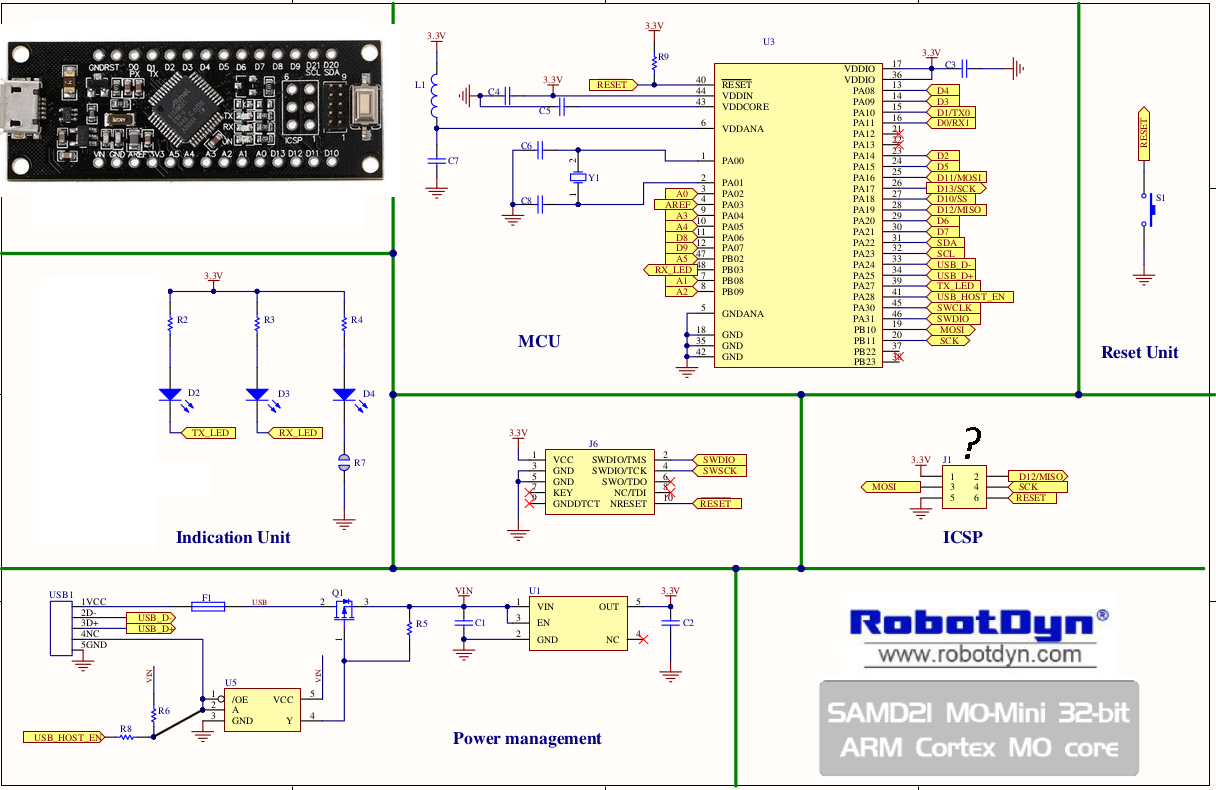 GND RST D0 D1 D2 D3 D4 D5 D6 D7 D8 D9 D21 D20
PX TX SCL SDA
6 9
TX
RX
ON
ICSP 1 1
VIN GND AREF 3V3 A5 A4 A3 A2 A1 A0 D13 D12 D11 D10
3.3V
R2
R3
R4
D2
D3
D4
TX_LED
RX_LED
R7
Indication Unit
3.3V
L1
C7
3.3V
R9
RESET
3.3V
C4
C5
C6
2
Y1
1
C8
U3
40 RESET
44 VDDIN
43 VDDCORE
6 VDDANA
1 PA00
2 PA01
A0 3 PA02
AREF 4 PA03
A3 9 PA04
A4 10 PA05
D8 11 PA06
D9 12 PA07
A5 47 PB02
RX_LED 48 PB03
A1 7 PB08
A2 8 PB09
5 GNDANA
18 GND
35 GND
42 GND
3.3V
C3
VDDIO 17
VDDIO 36
PA08 13 D4
PA09 14 D3
PA10 15 D1/TX0
PA11 16 D0/RX1
PA12 21
PA13
PA14 23 D2
PA15 24 D5
PA16 25 D11/MOSI
PA17 26 D13/SCK
PA18 27 D10/SS
PA19 28 D12/MISO
PA20 29 D6
PA21 30 D7
PA22 31 SDA
PA23 32 SCL
PA24 33 USB_D-
PA25 34 USB_D+
PA27 39 TX_LED
PA28 41 USB_HOST_EN
PA30 45 SWCLK
PA31 46 SWDIO
PB10 19 MOSI
PB11 20 SCK
PB22 37
PB23 38
MCU
RESET
S1
Reset Unit
3.3V
J6
1 VCC SWDIO/TMS 2 SWDIO
3 GND SWDIO/TCK 4 SWSCK
5 GND SWO/TDO 6
7 KEY NC/TDI 8
9 GNDDTCT NRESET 10 RESET
?
3.3V
J1
1 2 D12/MISO
MOSI 3 4 SCK
5 6 RESET
ICSP
USB1
1VCC
2D- USB_D-
3D+ USB_D+
4NC
5GND
F1
USB
Q1
2 3
1
R5
VIN
C1
U1
1 VIN OUT 5
3 EN
2 GND NC 4
3.3V
C2
VIN
R6
R8
USB_HOST_EN
U5
1 /OE VCC 5
2 A
3 GND Y 4
VIN
Power management
RobotDyn®
www.robotdyn.com
SAMD21 M0-Mini 32-bit
ARM Cortex M0 core